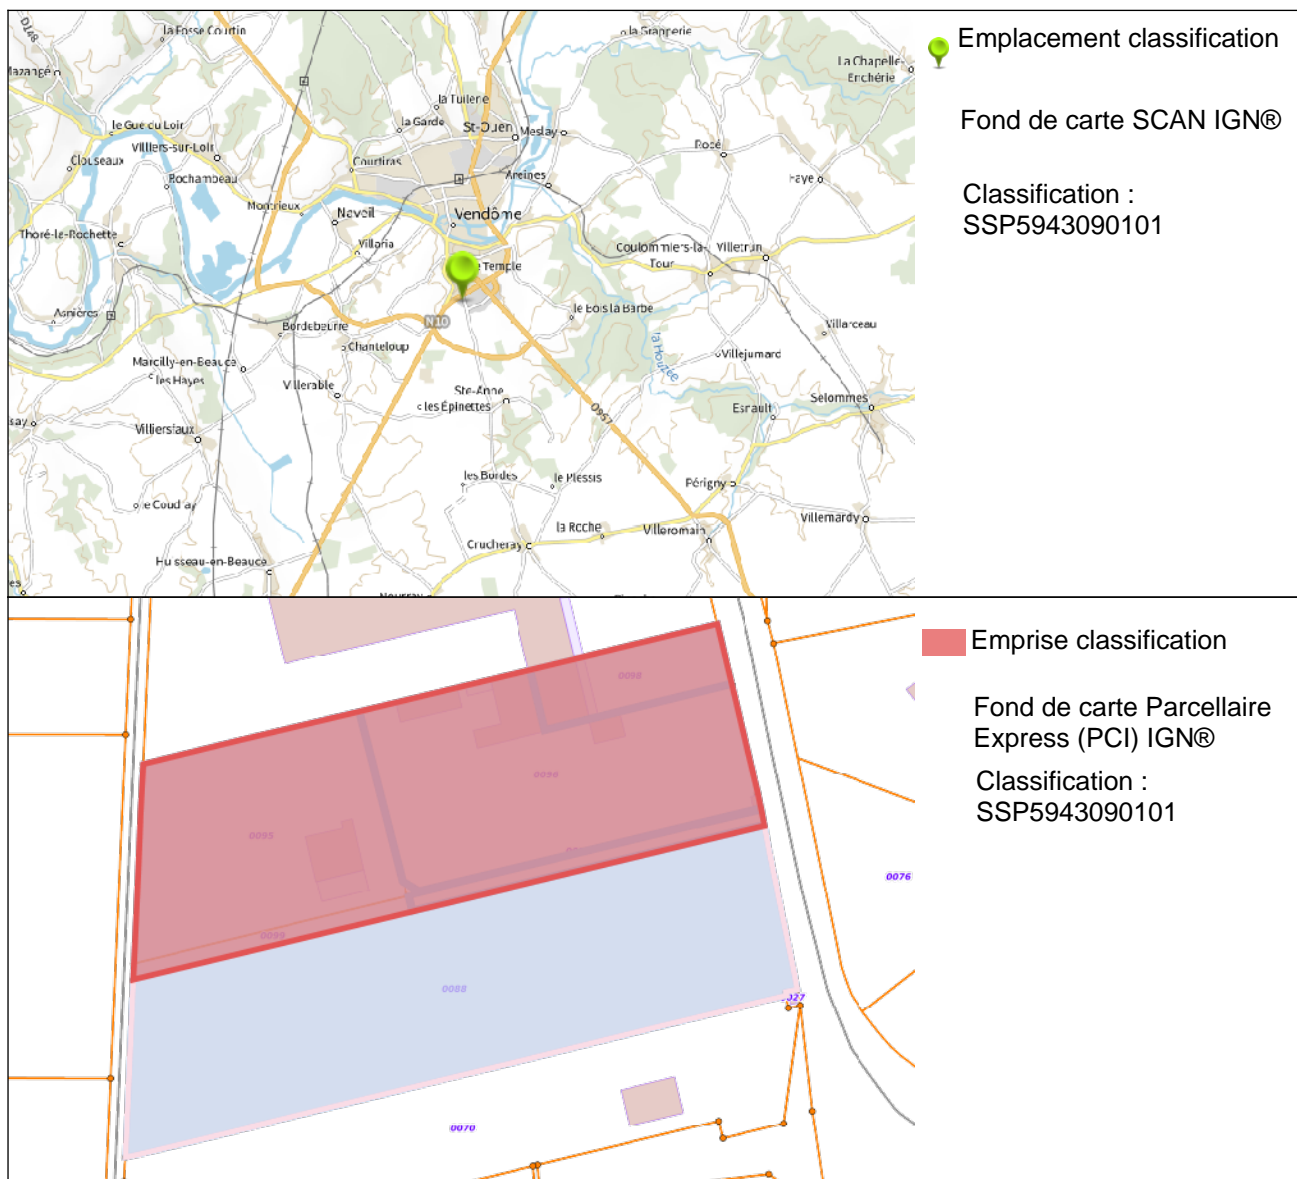 D148
la Fosse Courtin
la Grapperie
La Chapelle-
Enchérie
Mazangé
la Tuilerie
la Garde
St-Ouen
Meslay
le Gué du Loir
Villiers-sur-Loir
Clouseaux
Rochambeau
Courtiras
Areines
Rocé
Faye
Montrieux
Naveil
Vendôme
Thoré-la-Rochette
Villaria
Temple
Coulommiers-la-
Tour
Villetrun
Asnières
N10
le Bois la Barbe
Bordebeurre
Chanteloup
la Houzée
Villarceau
Marcilly-en-Beauce
les Hayes
Villejumard
Villerable
Ste-Anne
les Épinettes
D957
Esnault
Selommes
Villiersfaux
les Bordes
le Plessis
Périgny
le Coudray
la Roche
Villeromain
Villemardy
Crucheray
Huisseau-en-Beauce
Emplacement classification
Fond de carte SCAN IGN®
Classification :
SSP5943090101
0098
0095
0099
0088
0076
0070
Emprise classification
Fond de carte Parcellaire
Express (PCI) IGN®
Classification :
SSP5943090101